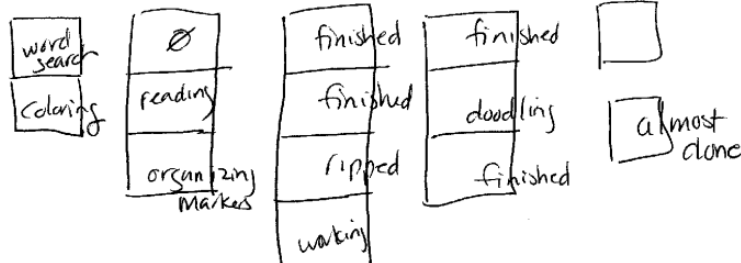 word
search
coloring
Ø
reading
organizing
markers
finished
finished
ripped
working
finished
doodling
finished
almost
done